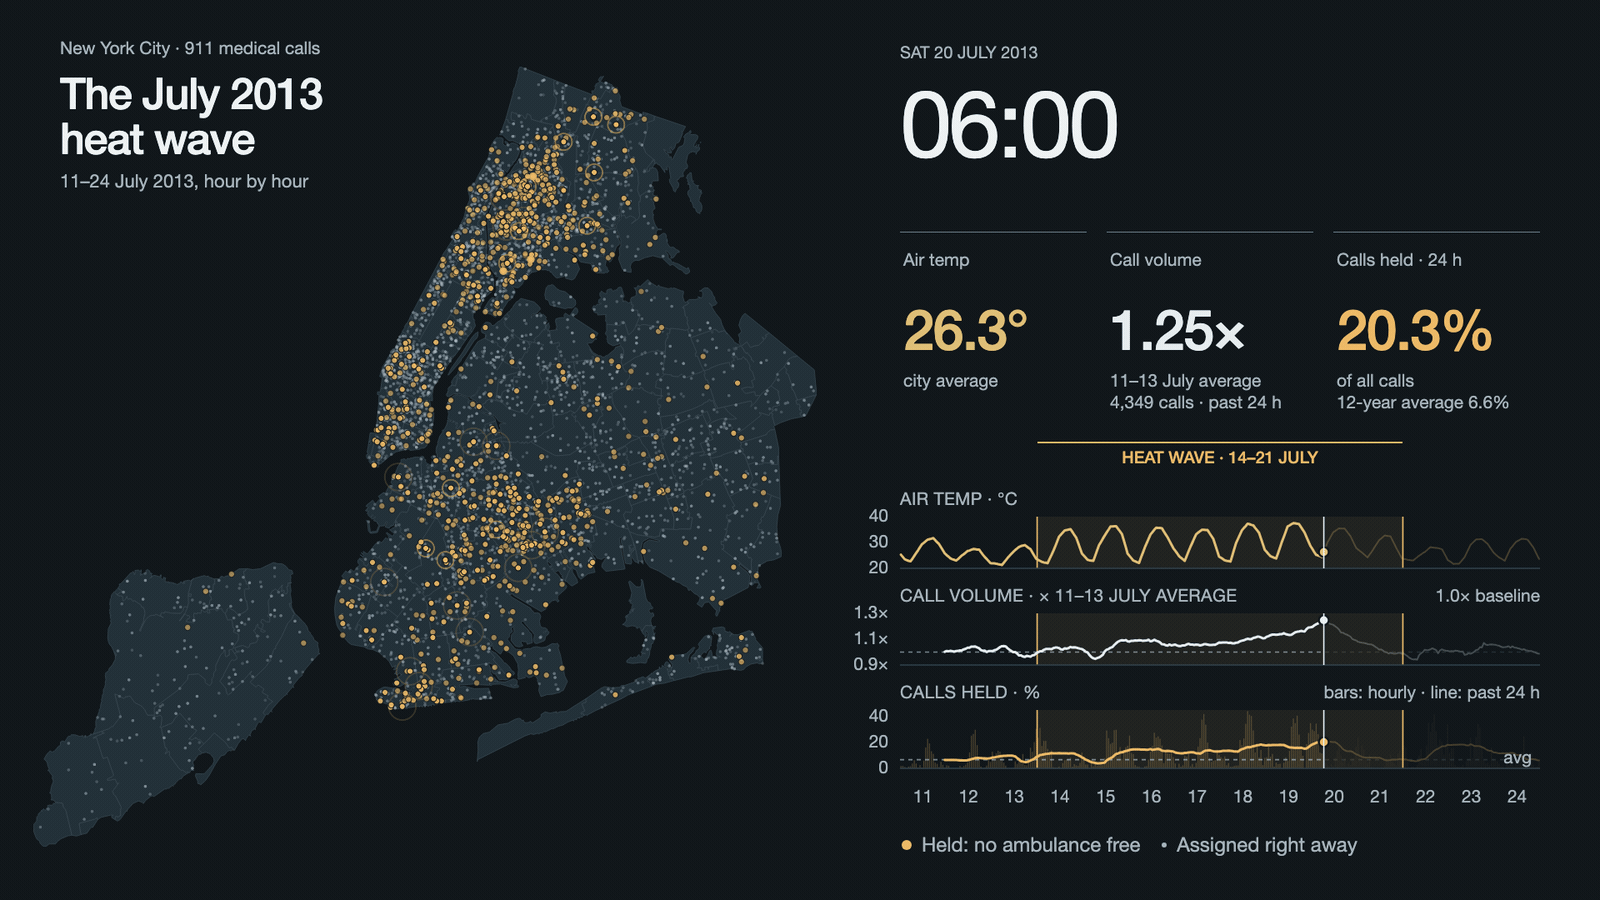 New York City · 911 medical calls
The July 2013
heat wave
11–24 July 2013, hour by hour
SAT 20 JULY 2013
06:00
Air temp
26.3°
city average
Call volume
1.25×
11–13 July average
4,349 calls · past 24 h
Calls held · 24 h
20.3%
of all calls
12-year average 6.6%
HEAT WAVE · 14–21 JULY
AIR TEMP · °C
40
30
20
CALL VOLUME · × 11–13 JULY AVERAGE
1.0× baseline
1.3×
1.1×
0.9×
CALLS HELD · %
bars: hourly · line: past 24 h
40
20
0
avg
11 12 13 14 15 16 17 18 19 20 21 22 23 24
Held: no ambulance free
Assigned right away